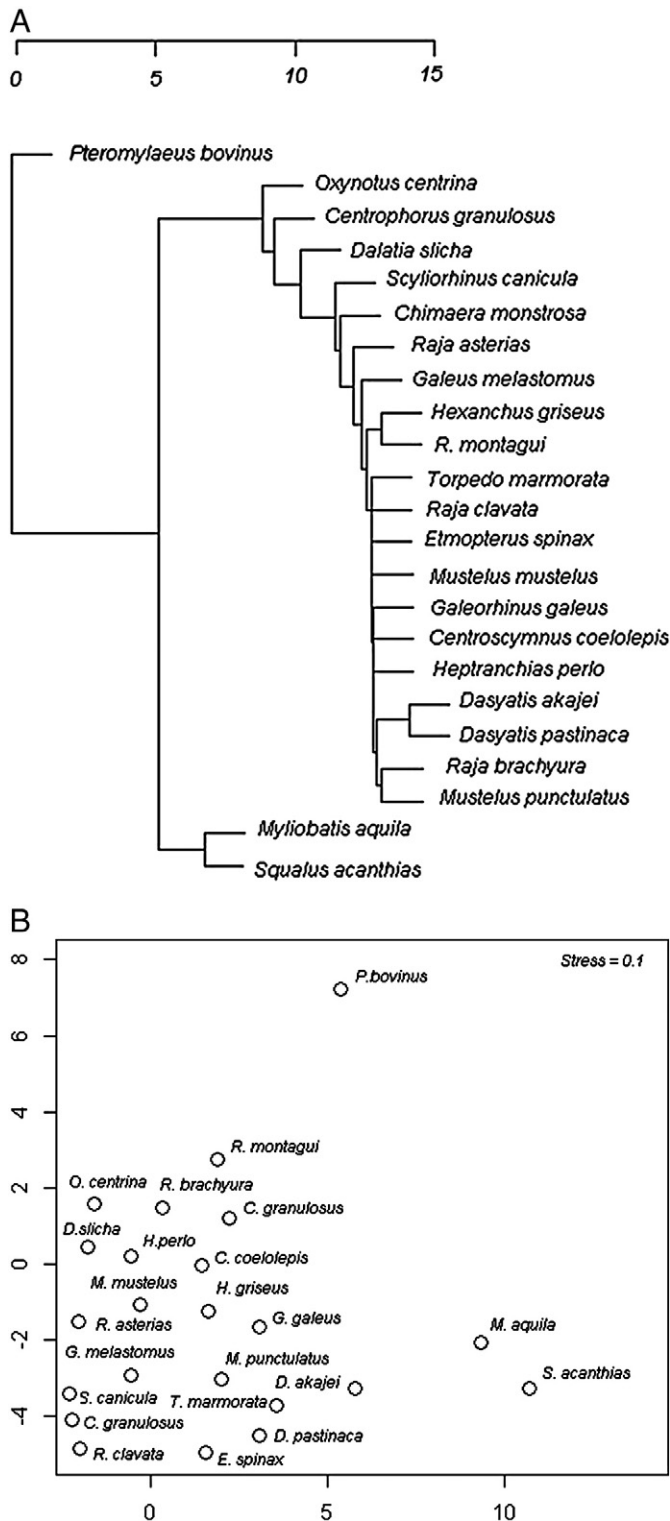 A
0 5 10 15
Pteromylaeus bovinus
Oxynotus centrina
Centrophorus granulosus
Dalatia slicha
Scyliorhinus canicula
Chimaera monstrosa
Raja asterias
Galeus melastomus
Hexanchus griseus
R. montagui
Torpedo marmorata
Raja clavata
Etmopterus spinax
Mustelus mustelus
Galeorhinus galeus
Centroscymnus coelolepis
Heptranchias perlo
Dasyatis akajei
Dasyatis pastinaca
Raja brachyura
Mustelus punctulatus
Myliobatis aquila
Squalus acanthias
B
8
Stress = 0.1
P.bovinus
6
4
R. montagui
2
O. centrina
R. brachyura
C. granulosus
D.slicha
H.perlo
0
C. coelolepis
M. mustelus
H. griseus
R. asterias
G. galeus
M. aquila
-2
G. melastomus
M. punctulatus
S. acanthias
D. akajei
S. canicula
T. marmorata
-4
C. granulosus
D. pastinaca
R. clavata
E. spinax
0 5 10